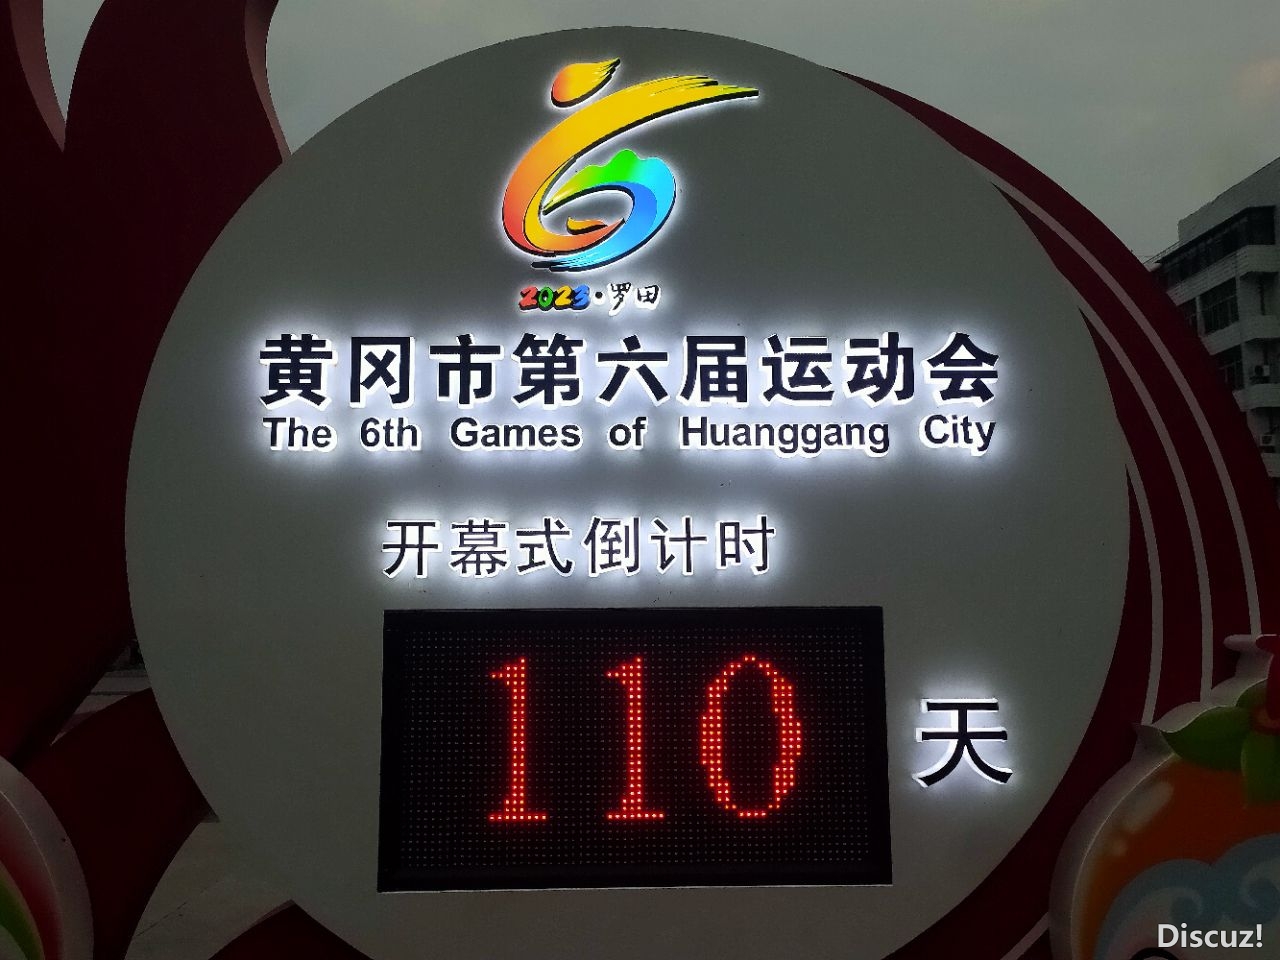 2023·罗田
黄冈市第六届运动会
The 6th Games of Huanggang City
开幕式倒计时
110 天
Discuz!